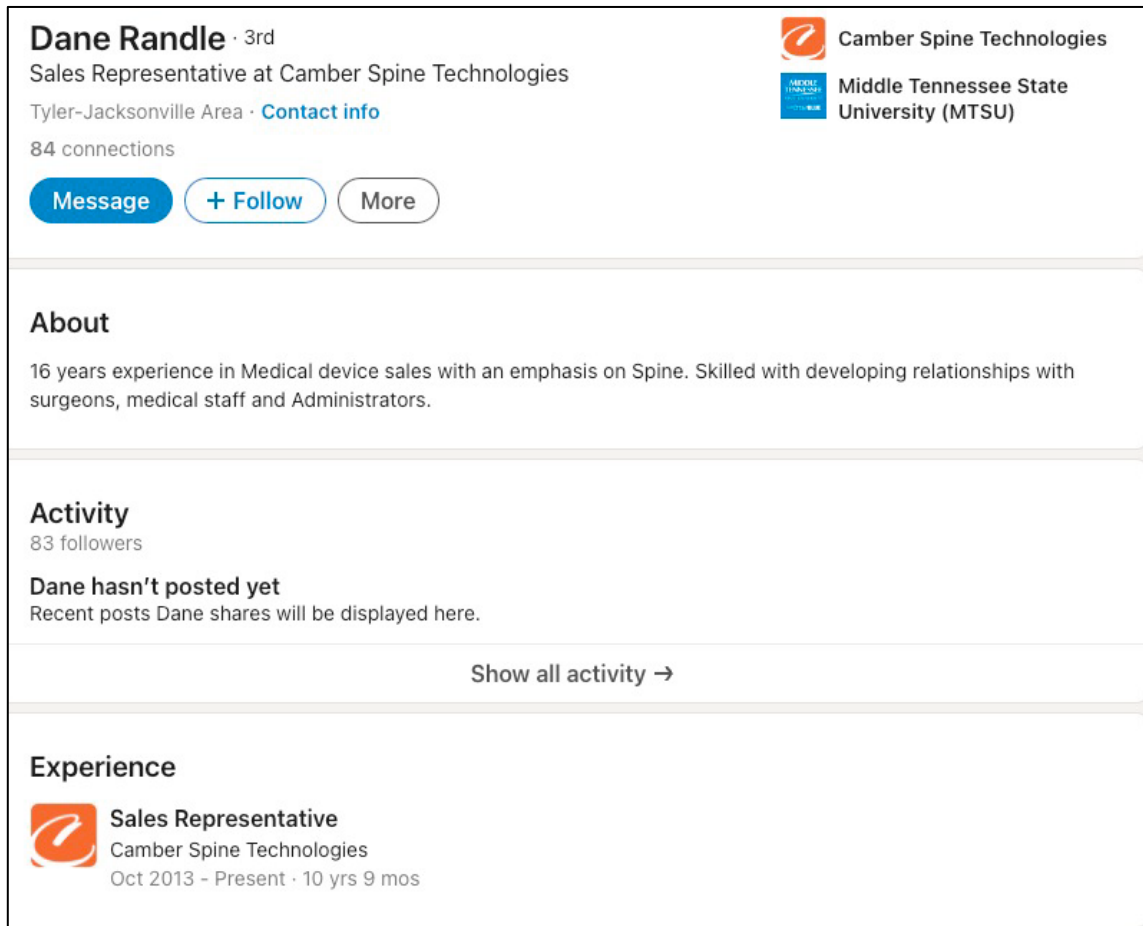 Dane Randle · 3rd
Sales Representative at Camber Spine Technologies
Tyler-Jacksonville Area · Contact info
84 connections
Message
+ Follow
More
Camber Spine Technologies
Middle Tennessee State
University (MTSU)
About
16 years experience in Medical device sales with an emphasis on Spine. Skilled with developing relationships with
surgeons, medical staff and Administrators.
Activity
83 followers
Dane hasn't posted yet
Recent posts Dane shares will be displayed here.
Show all activity →
Experience
Sales Representative
Camber Spine Technologies
Oct 2013 - Present · 10 yrs 9 mos